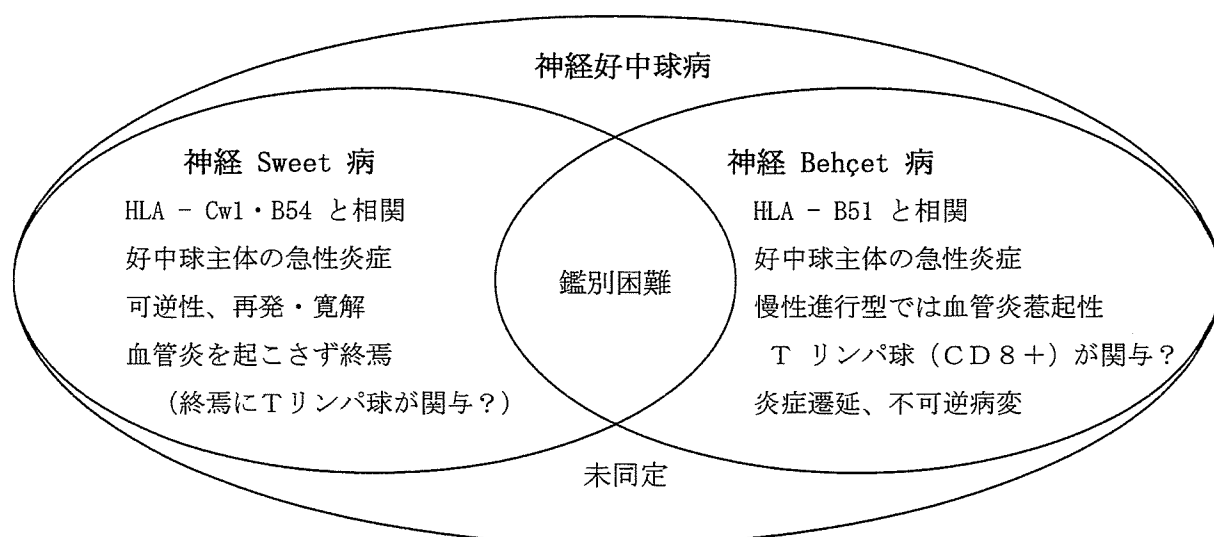 神経好中球病
神経 Sweet 病
HLA － Cw1・B54 と相関
好中球主体の急性炎症
可逆性、再発・寛解
血管炎を起こさず終焉
（終焉にＴリンパ球が関与？）
鑑別困難
神経 Behçet 病
HLA － B51 と相関
好中球主体の急性炎症
慢性進行型では血管炎惹起性
Ｔ リンパ球（ＣＤ８＋）が関与？
炎症遷延、不可逆病変
未同定